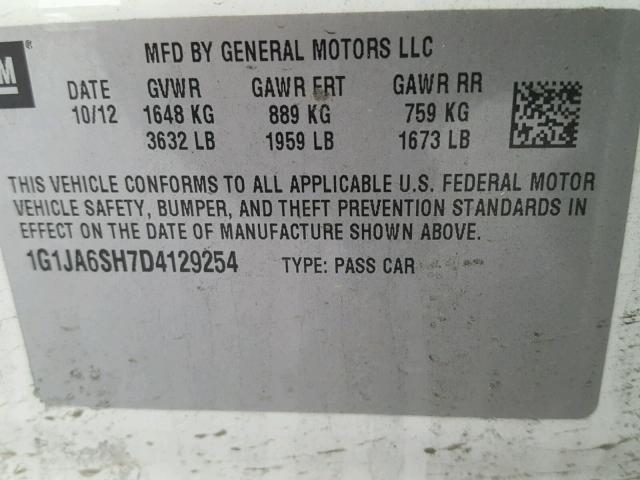 GM ®
MFD BY GENERAL MOTORS LLC
DATE GVWR GAWR FRT GAWR RR
10/12 1648 KG 889 KG 759 KG
3632 LB 1959 LB 1673 LB
THIS VEHICLE CONFORMS TO ALL APPLICABLE U.S. FEDERAL MOTOR
VEHICLE SAFETY, BUMPER, AND THEFT PREVENTION STANDARDS
IN EFFECT ON THE DATE OF MANUFACTURE SHOWN ABOVE.
1G1JA6SH7D4129254 TYPE: PASS CAR